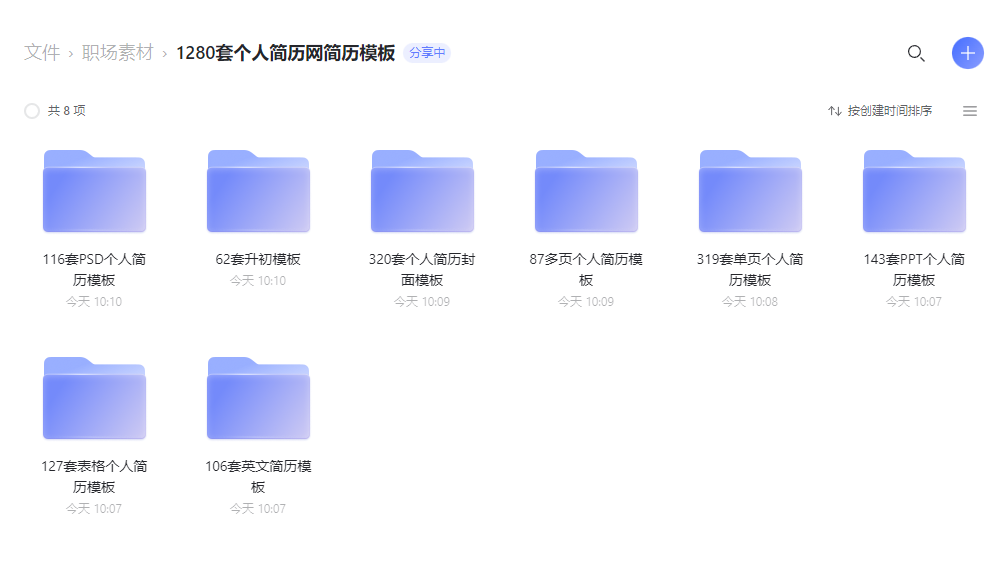 文件 › 职场素材 › 1280套个人简历网简历模板 分享中
共 8 项 按创建时间排序
116套PSD个人简
历模板
今天 10:10
62套升初模板
今天 10:10
320套个人简历封
面模板
今天 10:09
87多页个人简历模
板
今天 10:09
319套单页个人简
历模板
今天 10:08
143套PPT个人简
历模板
今天 10:07
127套表格个人简
历模板
今天 10:07
106套英文简历模
板
今天 10:07